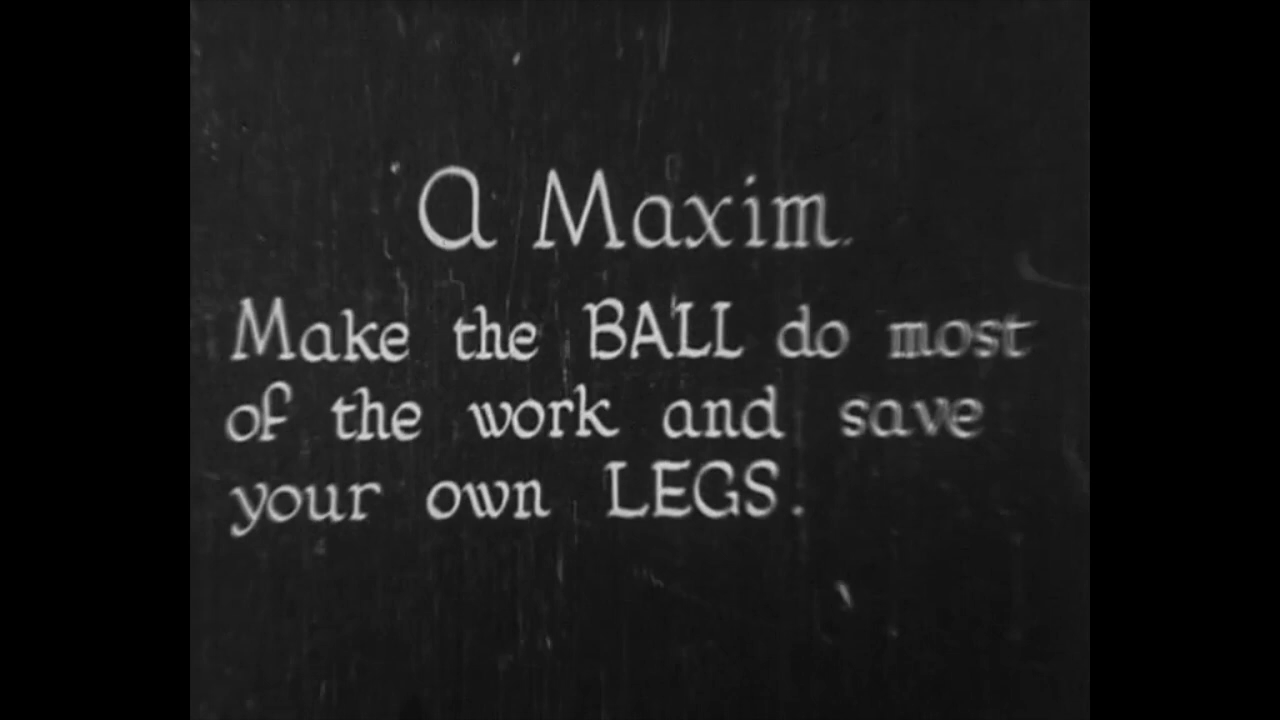 A Maxim.
Make the BALL do most
of the work and save
your own LEGS.